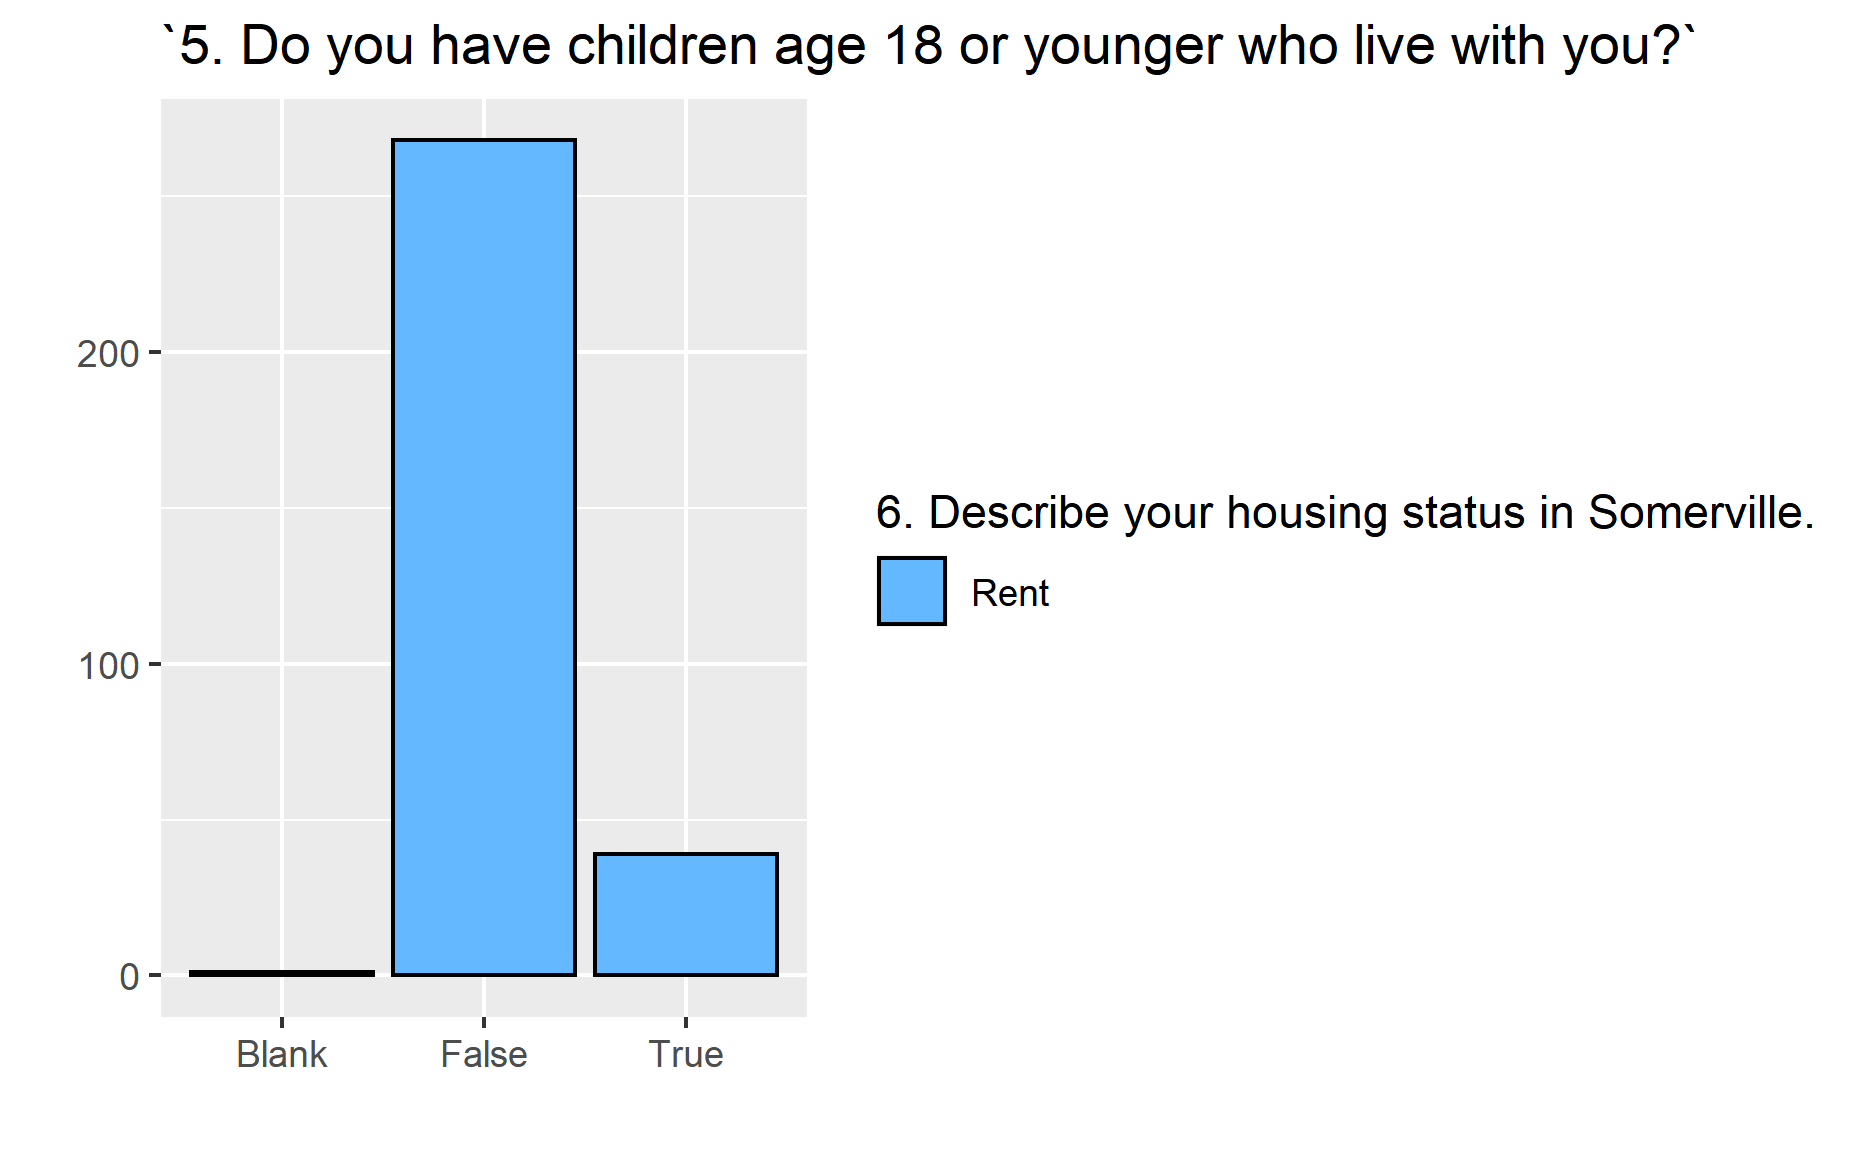 `5. Do you have children age 18 or younger who live with you?`
200
100
0
Blank False True
6. Describe your housing status in Somerville.
Rent